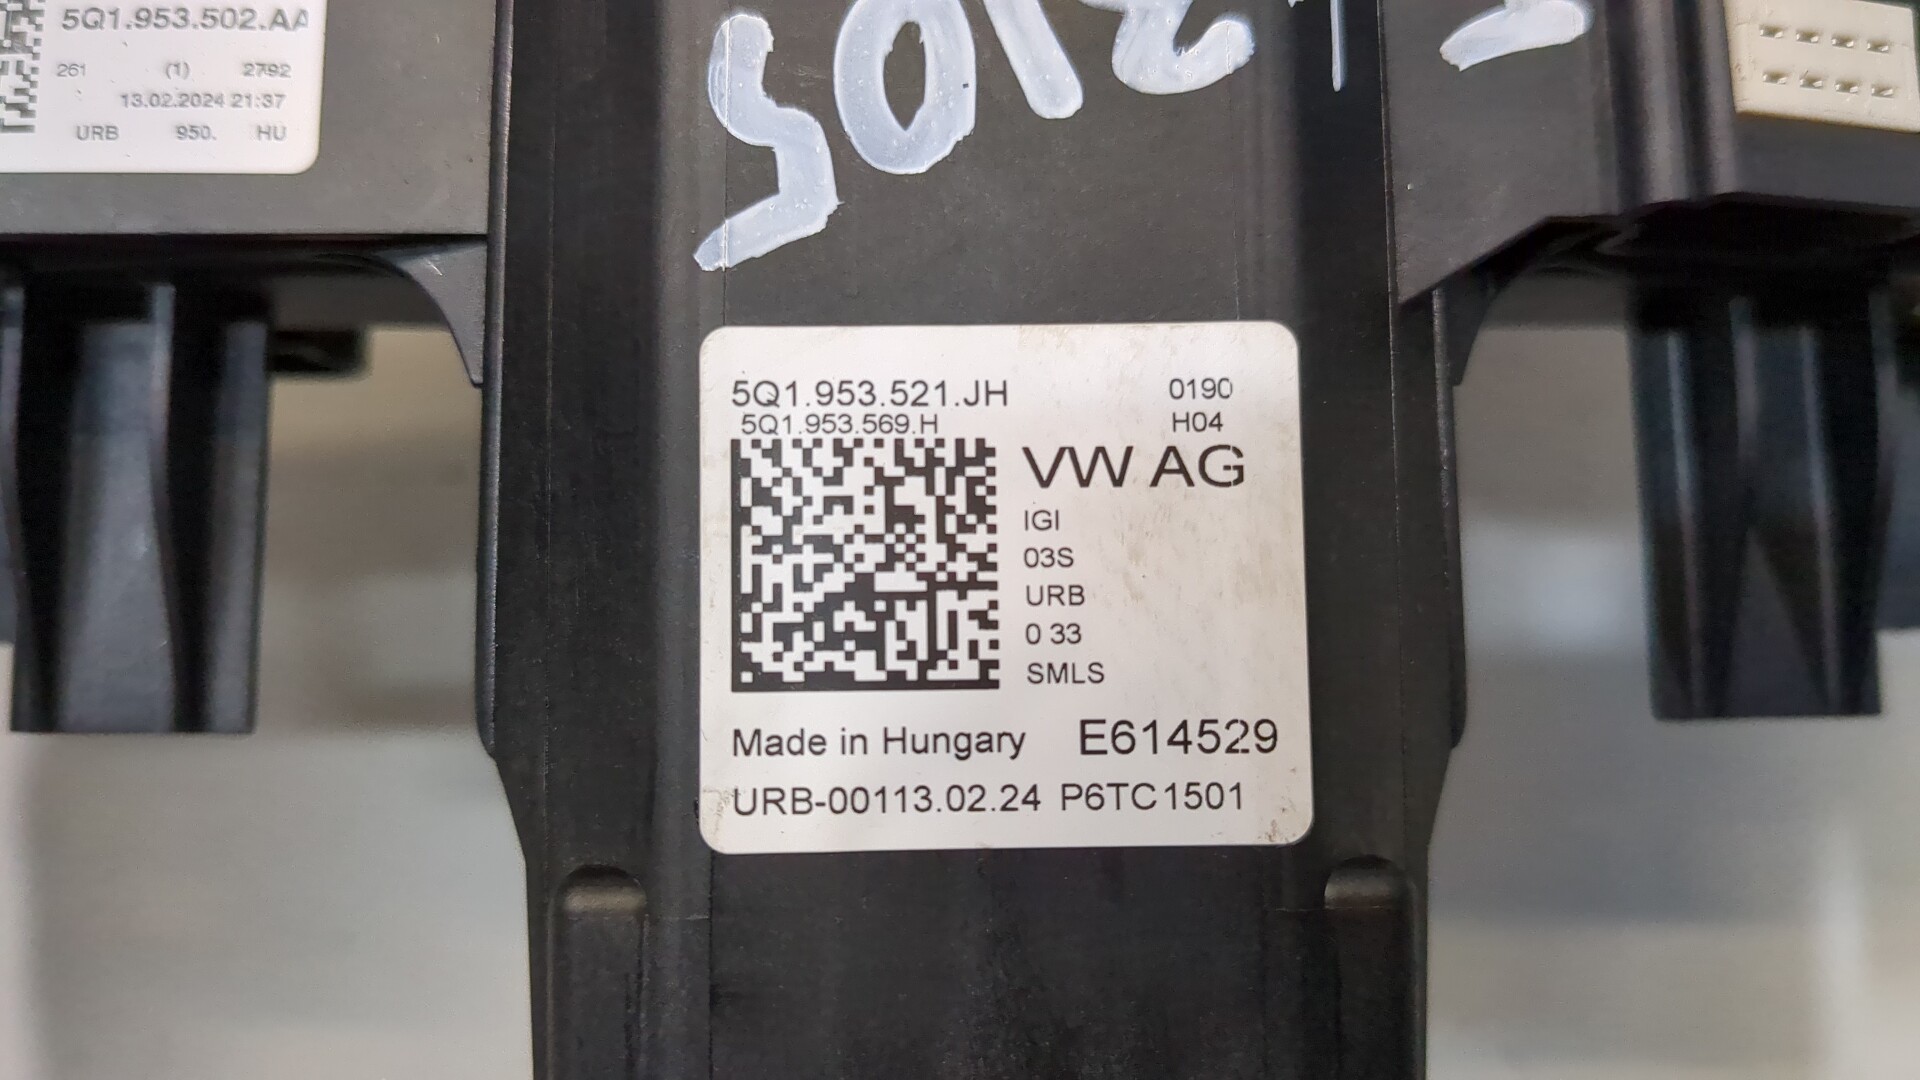 5Q1.953.502.AA
261 (1) 2792
13.02.2024 21:37
URB 950. HU
5Q1.953.521.JH 0190
5Q1.953.569.H H04
VW AG
IGI
03S
URB
0 33
SMLS
Made in Hungary E614529
URB-00113.02.24 P6TC1501